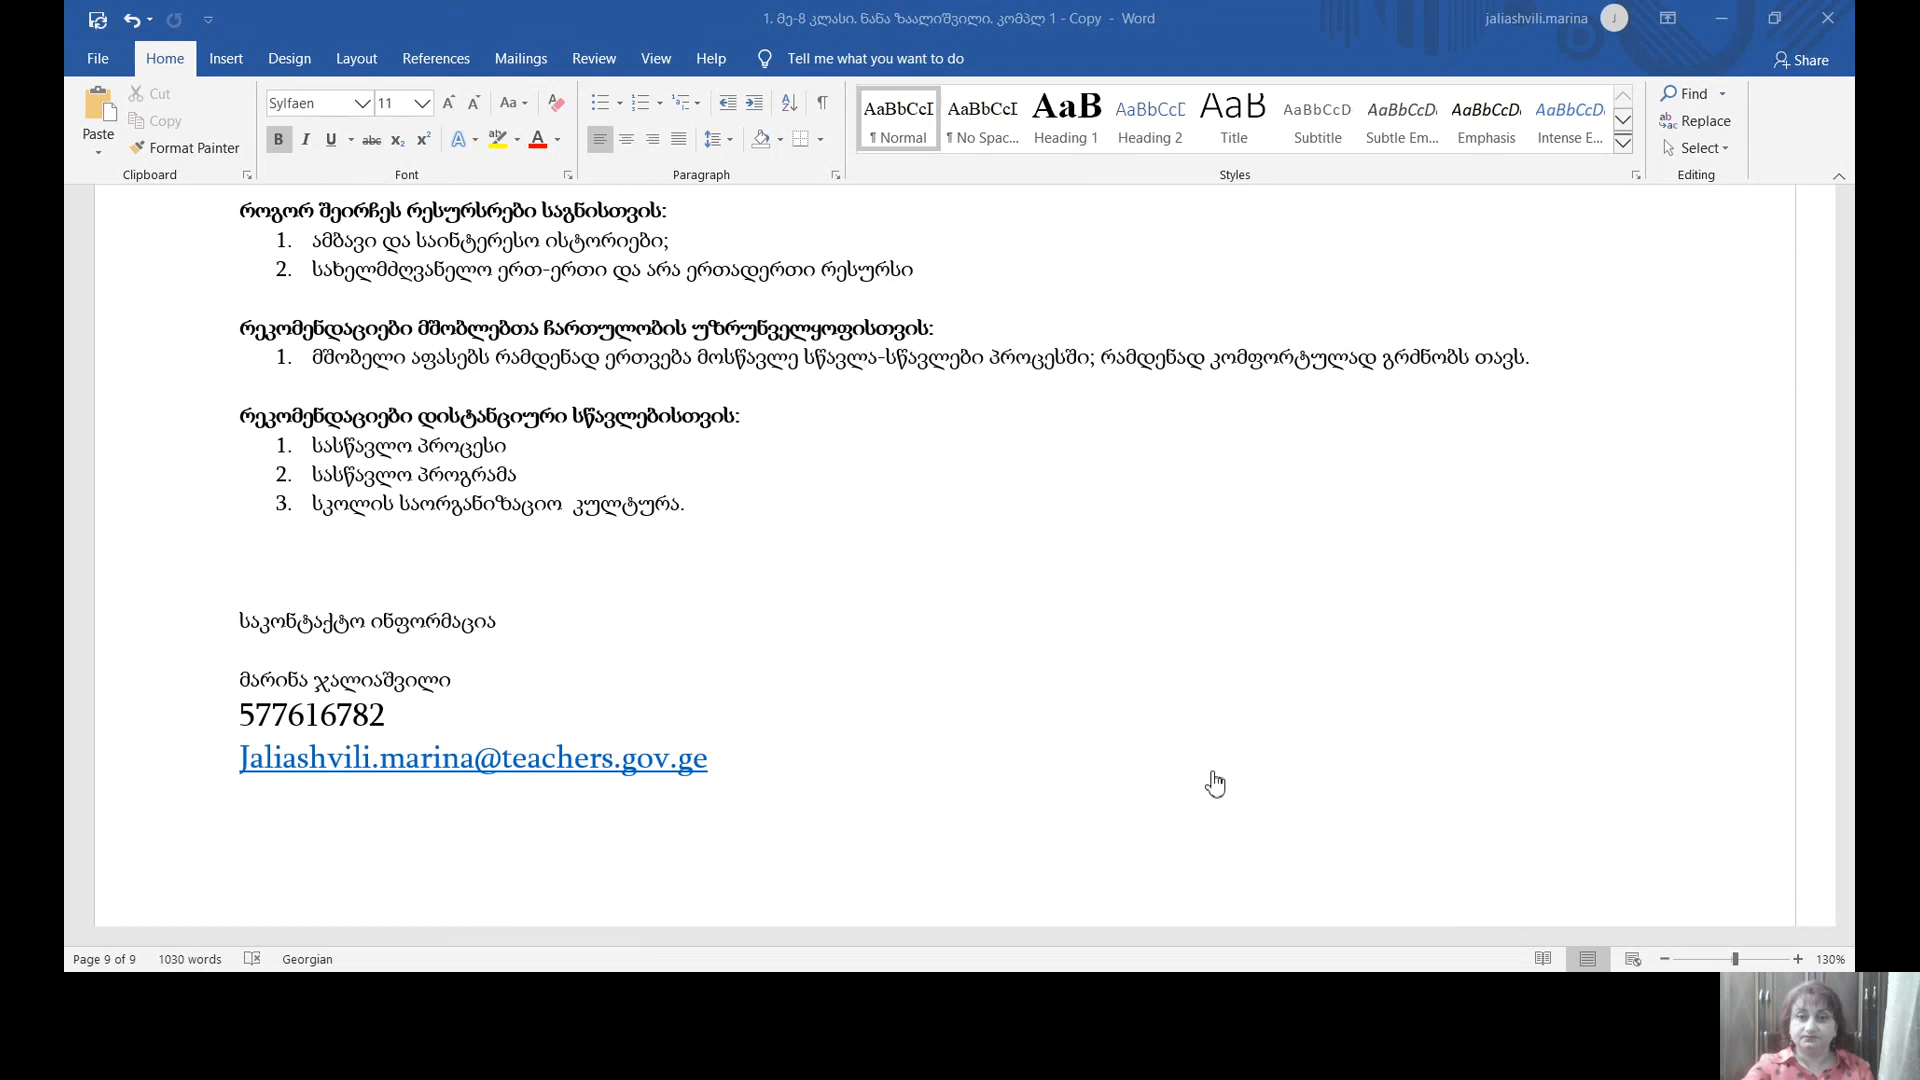 1. მე-8 კლასი. ნანა ზაალიშვილი. კომპლ 1 - Copy - Word
jaliashvili.marina
J
File Home Insert Design Layout References Mailings Review View Help Tell me what you want to do Share
Paste
Cut
Copy
Format Painter
Clipboard
Sylfaen 11
Font
Paragraph
AaBbCcI AaBbCcI AaB AaBbCcD AaB AaBbCcD AaBbCcDı AaBbCcDı AaBbCcDı
¶ Normal ¶ No Spac... Heading 1 Heading 2 Title Subtitle Subtle Em... Emphasis Intense E...
Styles
Find
Replace
Select
Editing
როგორ შეირჩეს რესურსრები საგნისთვის:
1. ამბავი და საინტერესო ისტორიები;
2. სახელმძღვანელო ერთ-ერთი და არა ერთადერთი რესურსი
რეკომენდაციები მშობლებთა ჩართულობის უზრუნველყოფისთვის:
1. მშობელი აფასებს რამდენად ერთვება მოსწავლე სწავლა-სწავლები პროცესში; რამდენად კომფორტულად გრძნობს თავს.
რეკომენდაციები დისტანციური სწავლებისთვის:
1. სასწავლო პროცესი
2. სასწავლო პროგრამა
3. სკოლის საორგანიზაციო კულტურა.
საკონტაქტო ინფორმაცია
მარინა ჯალიაშვილი
577616782
Jaliashvili.marina@teachers.gov.ge
Page 9 of 9 1030 words Georgian 130%